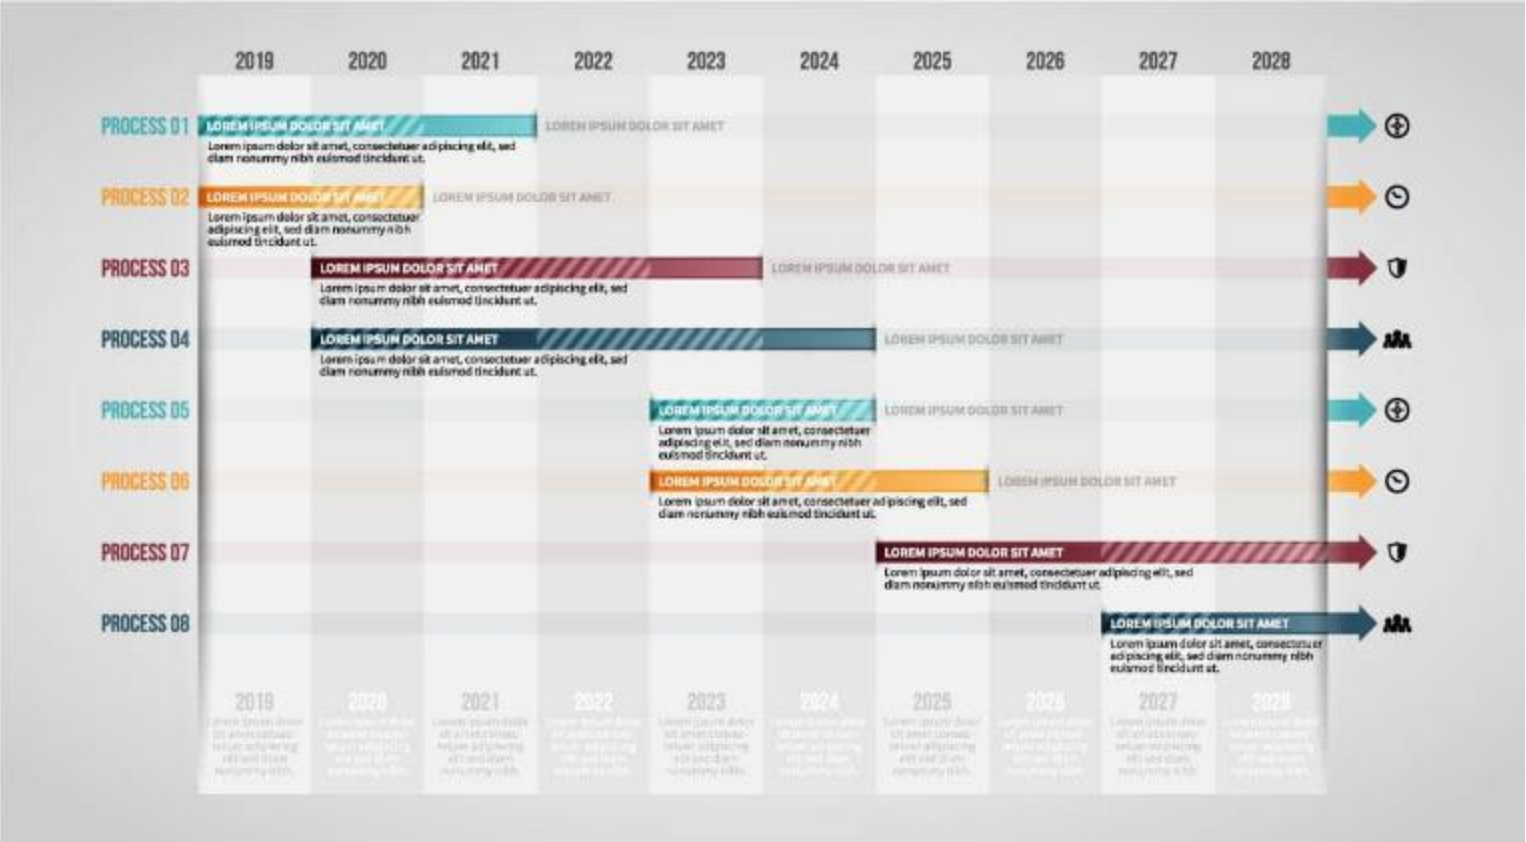 2019 2020 2021 2022 2023 2024 2025 2026 2027 2028
PROCESS 01
LOREM IPSUM DOLOR SIT AMET
LOREM IPSUM DOLOR SIT AMET
Lorem ipsum dolor sit amet, consectetuer adipiscing elit, sed
diam nonummy nibh euismod tincidunt ut.
PROCESS 02
LOREM IPSUM DOLOR SIT AMET
LOREM IPSUM DOLOR SIT AMET
Lorem ipsum dolor sit amet, consectetuer
adipiscing elit, sed diam nonummy nibh
euismod tincidunt ut.
PROCESS 03
LOREM IPSUM DOLOR SIT AMET
LOREM IPSUM DOLOR SIT AMET
Lorem ipsum dolor sit amet, consectetuer adipiscing elit, sed
diam nonummy nibh euismod tincidunt ut.
PROCESS 04
LOREM IPSUM DOLOR SIT AMET
LOREM IPSUM DOLOR SIT AMET
Lorem ipsum dolor sit amet, consectetuer adipiscing elit, sed
diam nonummy nibh euismod tincidunt ut.
PROCESS 05
LOREM IPSUM DOLOR SIT AMET
LOREM IPSUM DOLOR SIT AMET
Lorem ipsum dolor sit amet, consectetuer
adipiscing elit, sed diam nonummy nibh
euismod tincidunt ut.
PROCESS 06
LOREM IPSUM DOLOR SIT AMET
LOREM IPSUM DOLOR SIT AMET
Lorem ipsum dolor sit amet, consectetuer adipiscing elit, sed
diam nonummy nibh euismod tincidunt ut.
PROCESS 07
LOREM IPSUM DOLOR SIT AMET
Lorem ipsum dolor sit amet, consectetuer adipiscing elit, sed
diam nonummy nibh euismod tincidunt ut.
PROCESS 08
LOREM IPSUM DOLOR SIT AMET
Lorem ipsum dolor sit amet, consectetuer
adipiscing elit, sed diam nonummy nibh
euismod tincidunt ut.
2019 2020 2021 2022 2023 2024 2025 2026 2027 2028